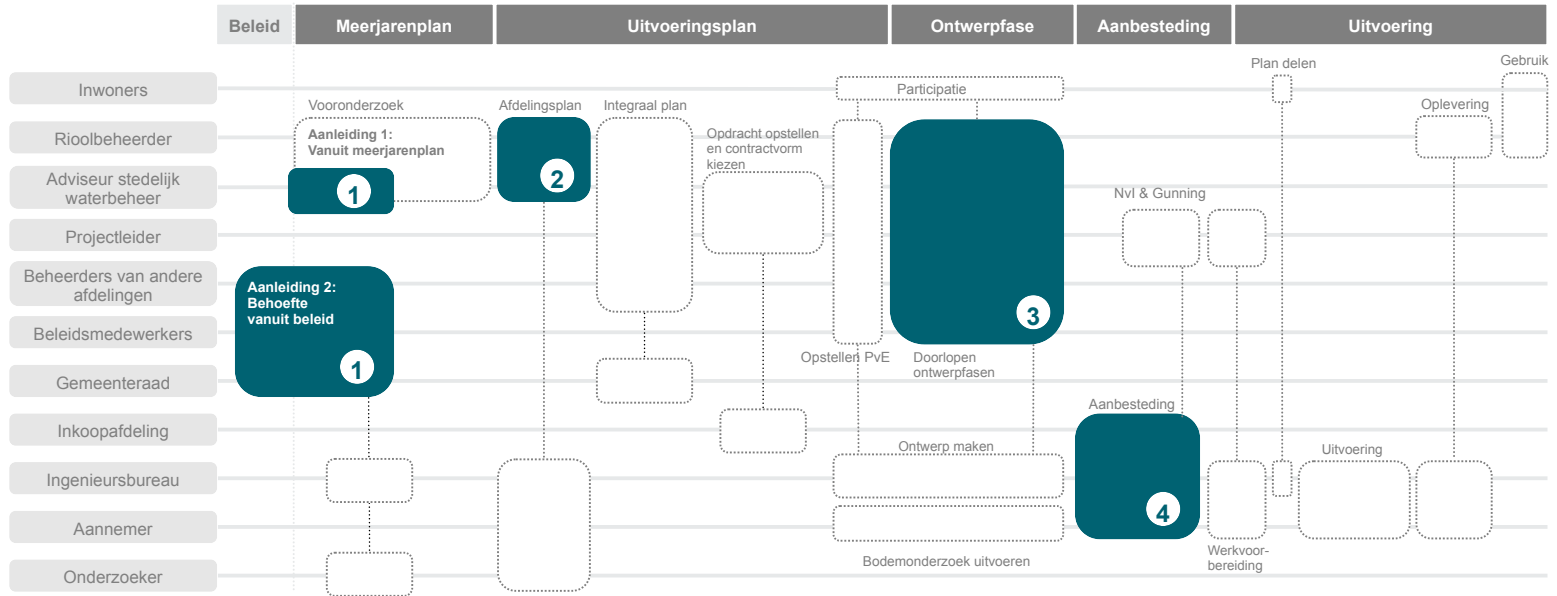 Beleid
Meerjarenplan
Uitvoeringsplan
Ontwerpfase
Aanbesteding
Uitvoering
Inwoners
Rioolbeheerder
Adviseur stedelijk
waterbeheer
Projectleider
Beheerders van andere
afdelingen
Beleidsmedewerkers
Gemeenteraad
Inkoopafdeling
Ingenieursbureau
Aannemer
Onderzoeker
Vooronderzoek
Aanleiding 1:
Vanuit meerjarenplan
1
Aanleiding 2:
Behoefte
vanuit beleid
1
Afdelingsplan
2
Integraal plan
Opdracht opstellen
en contractvorm
kiezen
Participatie
Opstellen PvE
3
Doorlopen
ontwerpfasen
Ontwerp maken
Bodemonderzoek uitvoeren
NvI & Gunning
Aanbesteding
4
Werkvoor-
bereiding
Plan delen
Uitvoering
Oplevering
Gebruik